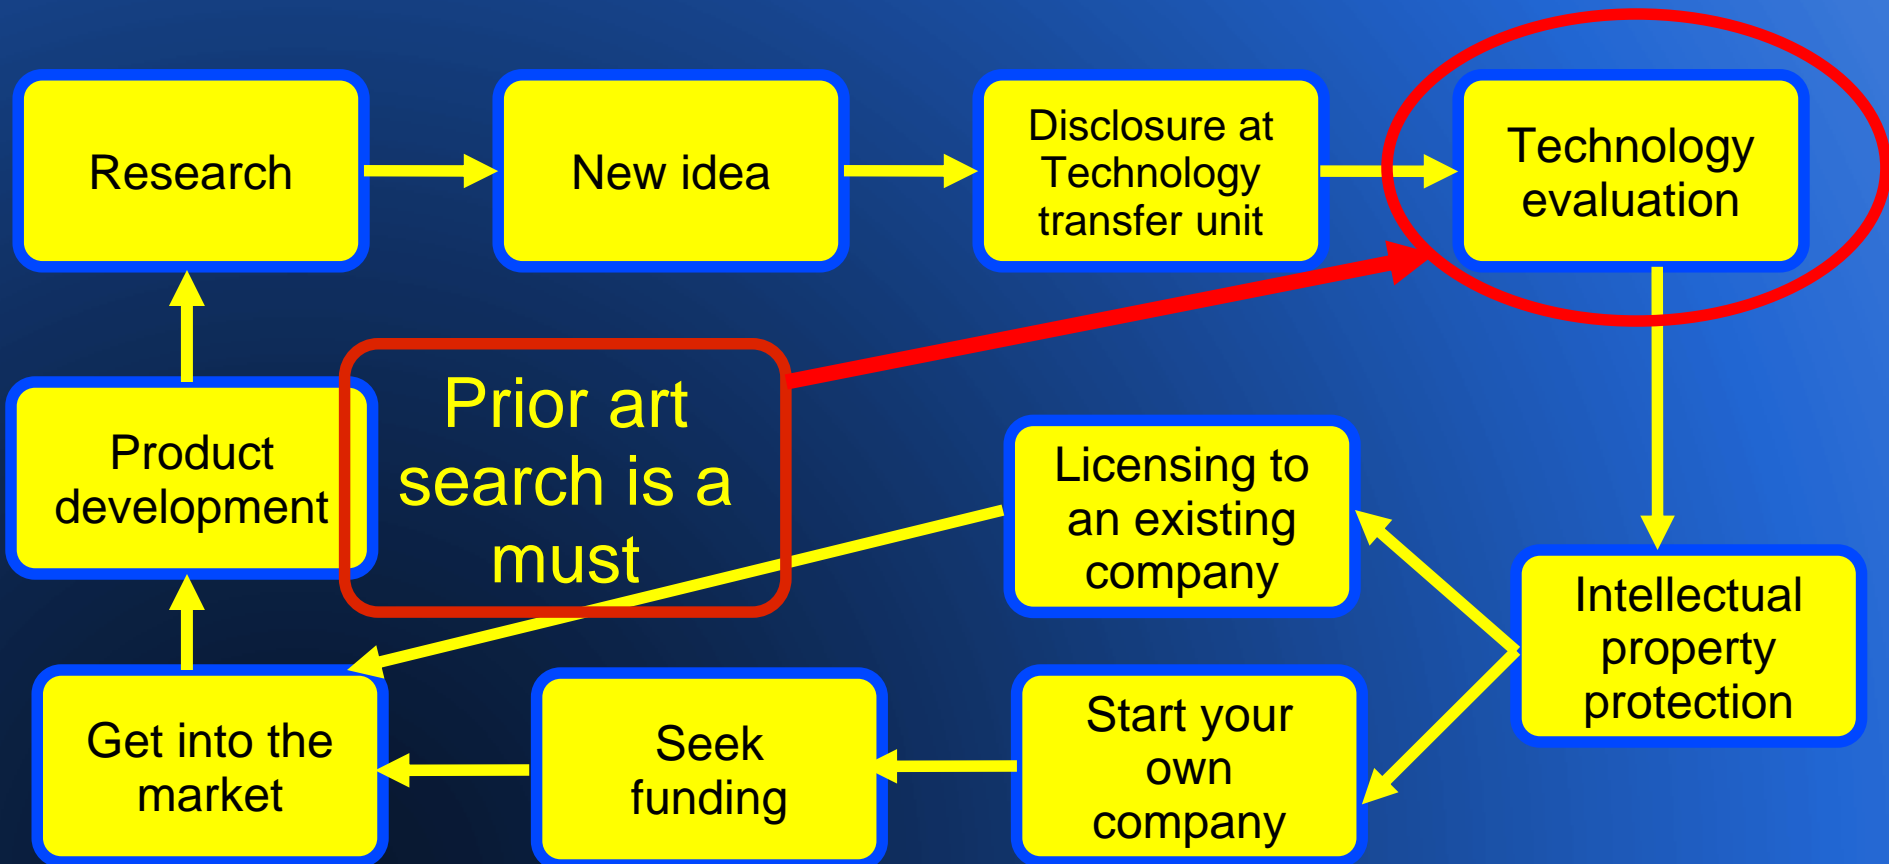 Research
New idea
Disclosure at
Technology
transfer unit
Technology
evaluation
Product
development
Prior art
search is a
must
Licensing to
an existing
company
Intellectual
property
protection
Get into the
market
Seek
funding
Start your
own
company